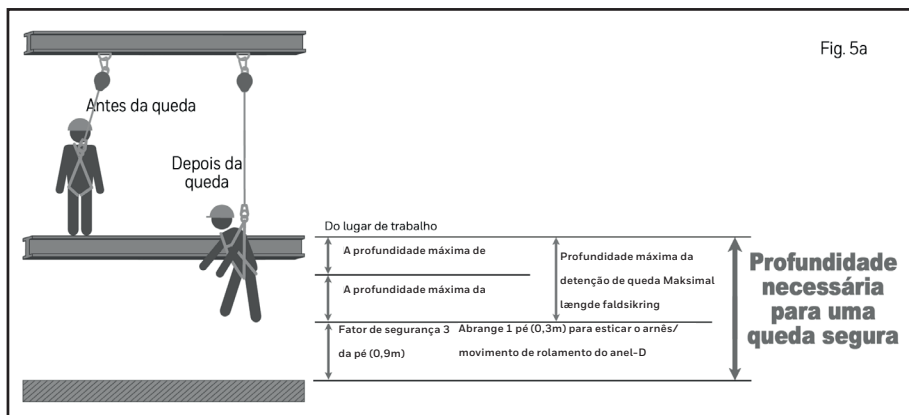 Fig. 5a
Antes da queda
Depois da
queda
Do lugar de trabalho
A profundidade máxima de
A profundidade máxima da
Profundidade máxima da
detenção de queda Maksimal
længde faldsikring
Fator de segurança 3
da pé (0,9m)
Abrange 1 pé (0,3m) para esticar o arnês/
movimento de rolamento do anel-D
Profundidade
necessária
para uma
queda segura